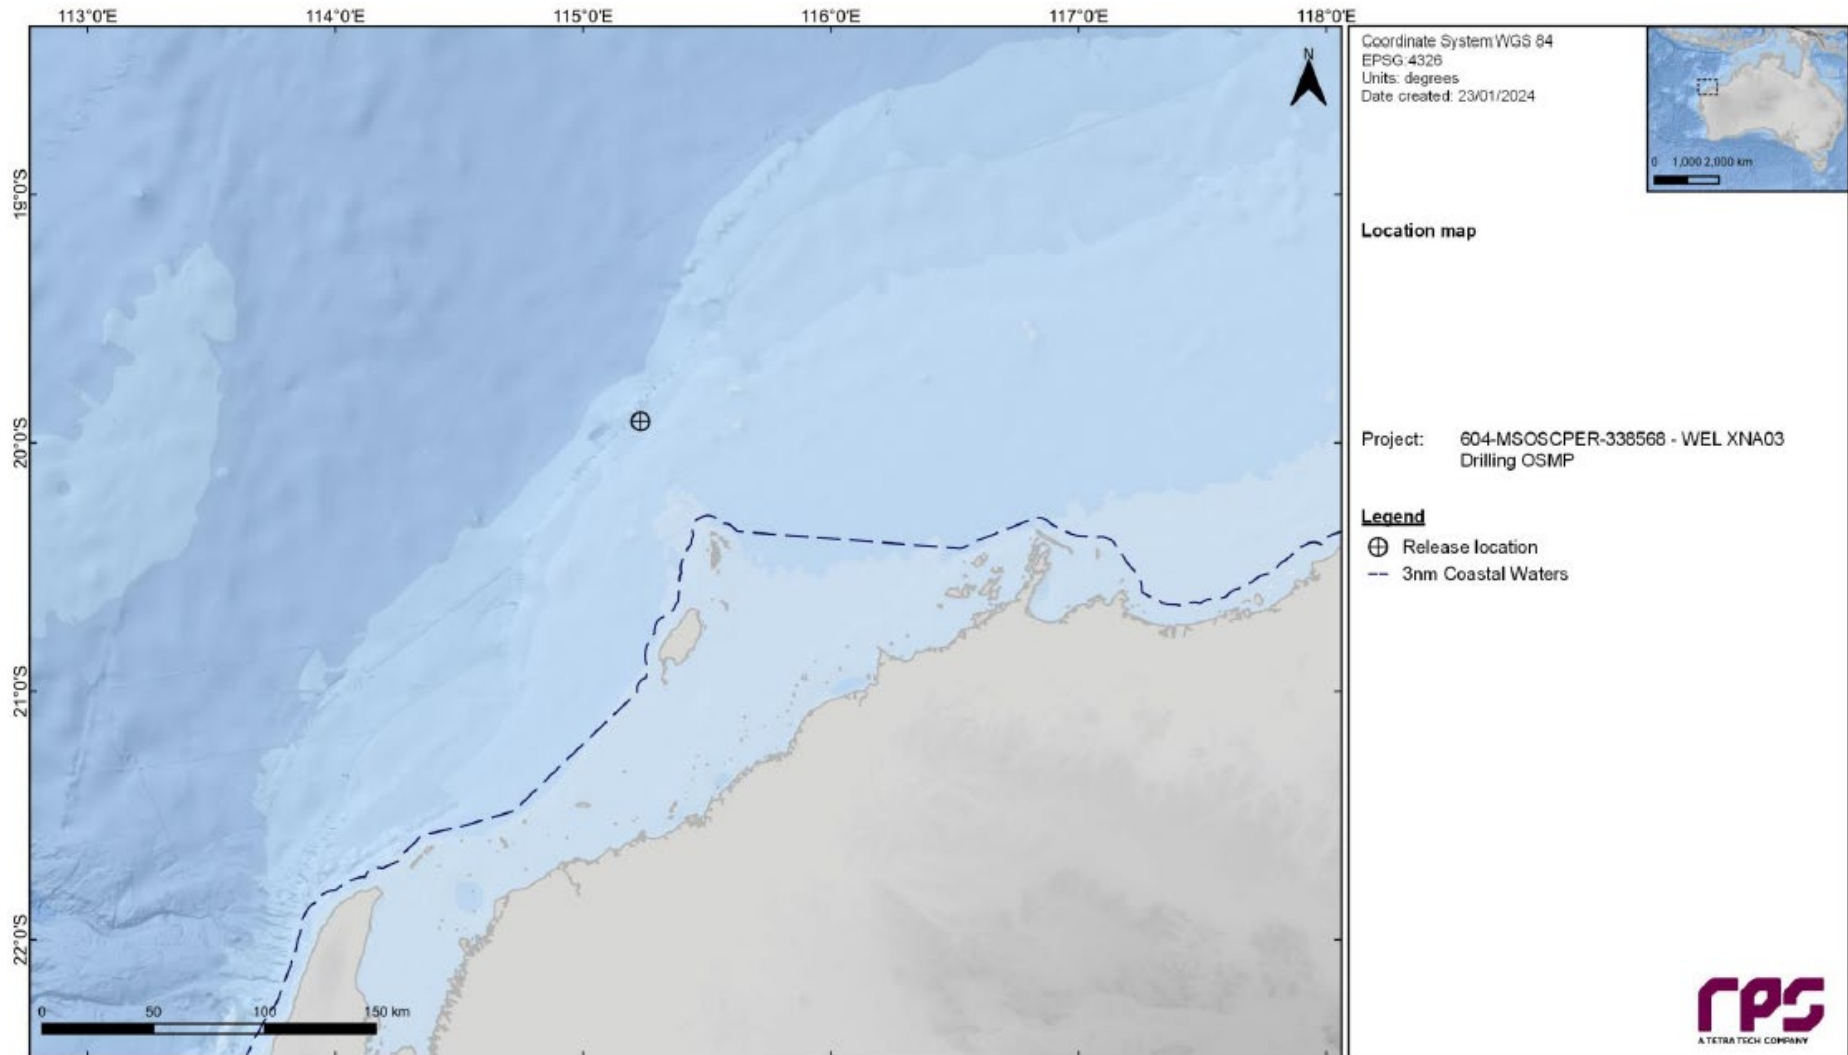 113°0'E 114°0'E 115°0'E 116°0'E 117°0'E 118°0'E
19°0'S
20°0'S
21°0'S
22°0'S
N
0 50 100 150 km
Coordinate System:WGS 84
EPSG:4326
Units: degrees
Date created: 23/01/2024
0 1,000 2,000 km
Location map
Project: 604-MSOSCPER-338568 - WEL XNA03
Drilling OSMP
Legend
Release location
3nm Coastal Waters
rps
A TETRA TECH COMPANY